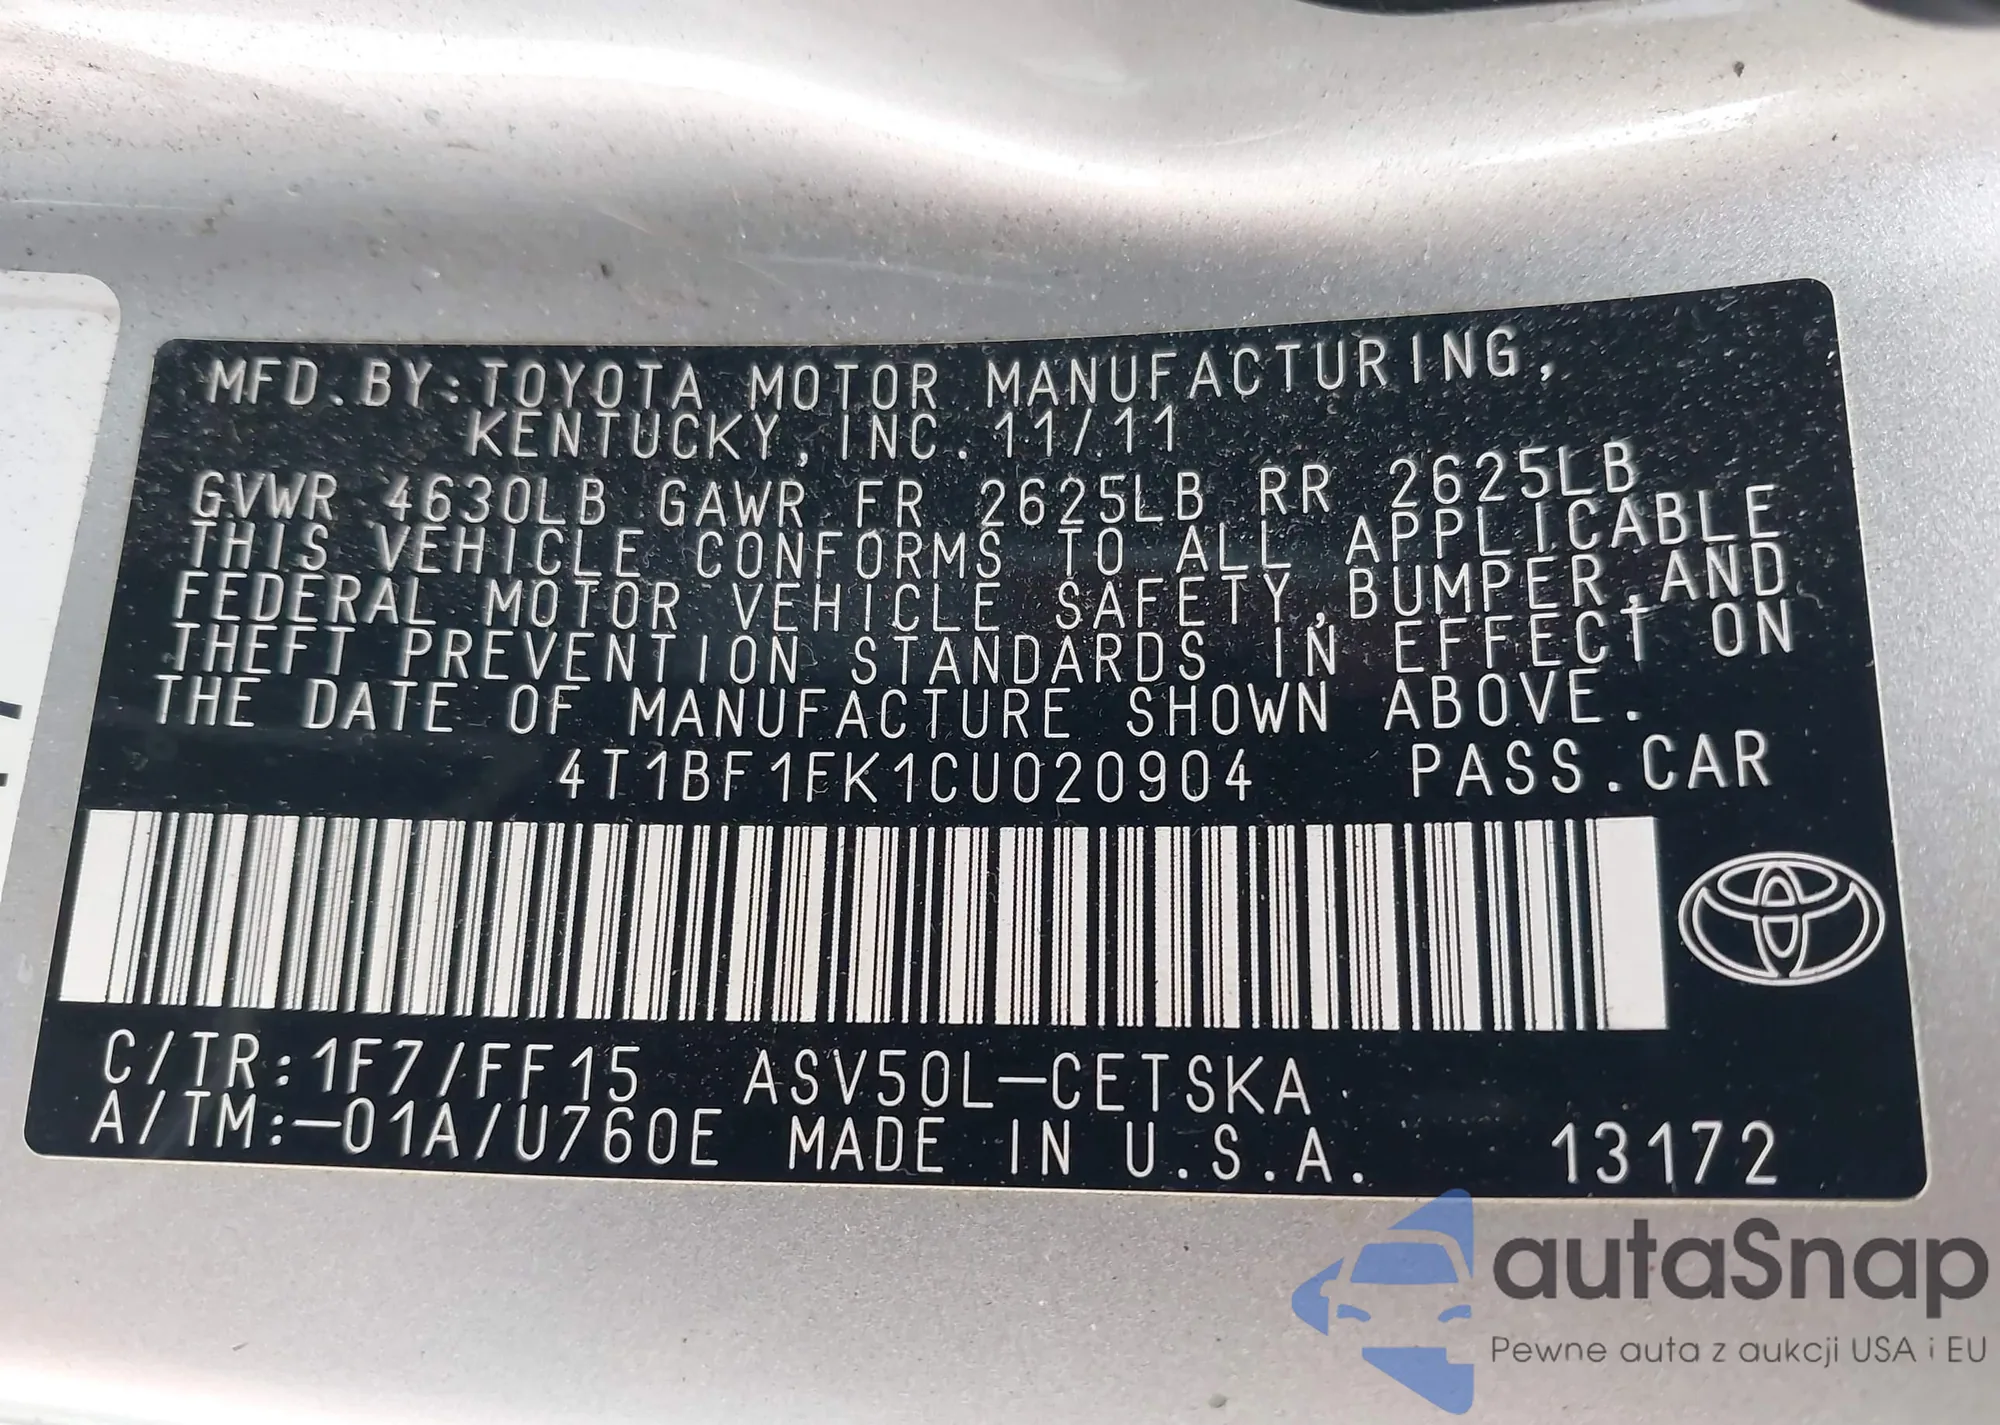 MFD.BY:TOYOTA MOTOR MANUFACTURING,
KENTUCKY,INC. 11/11
GVWR 4630LB GAWR FR 2625LB RR 2625LB
THIS VEHICLE CONFORMS TO ALL APPLICABLE
FEDERAL MOTOR VEHICLE SAFETY,BUMPER,AND
THEFT PREVENTION STANDARDS IN EFFECT ON
THE DATE OF MANUFACTURE SHOWN ABOVE.
4T1BF1FK1CU020904 PASS.CAR
C/TR:1F7/FF15 ASV50L-CETSKA
A/TM:-01A/U760E MADE IN U.S.A. 13172
autaSnap
Pewne auta z aukcji USA i EU